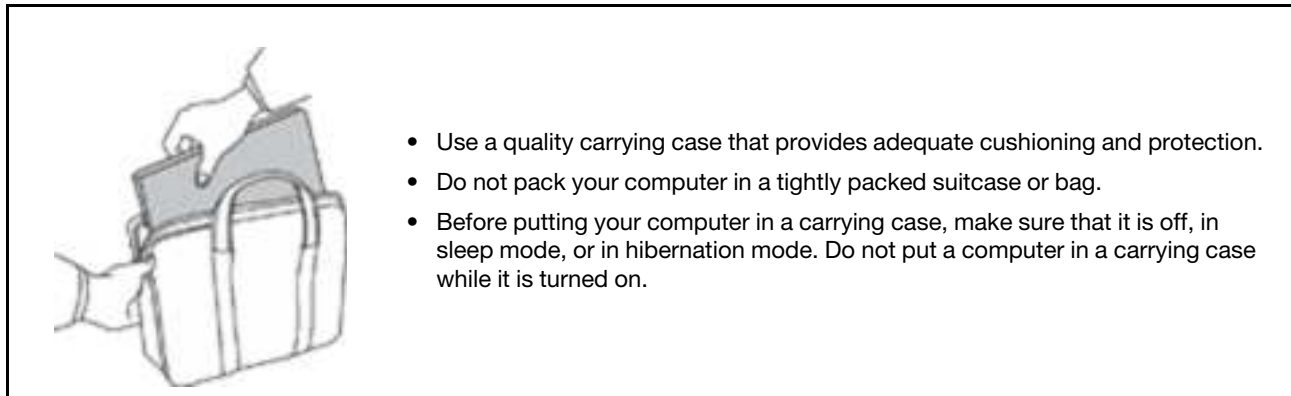 • Use a quality carrying case that provides adequate cushioning and protection.
• Do not pack your computer in a tightly packed suitcase or bag.
• Before putting your computer in a carrying case, make sure that it is off, in
sleep mode, or in hibernation mode. Do not put a computer in a carrying case
while it is turned on.